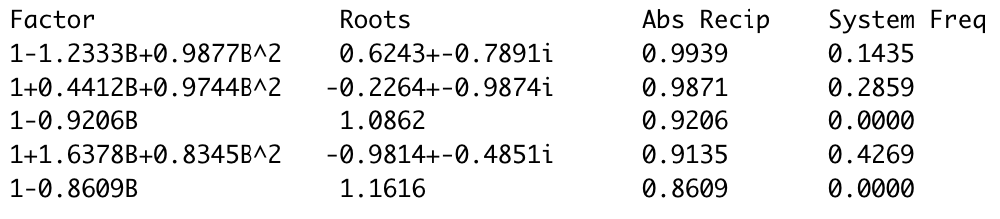 Factor Roots Abs Recip System Freq
1-1.2333B+0.9877B^2 0.6243+-0.7891i 0.9939 0.1435
1+0.4412B+0.9744B^2 -0.2264+-0.9874i 0.9871 0.2859
1-0.9206B 1.0862 0.9206 0.0000
1+1.6378B+0.8345B^2 -0.9814+-0.4851i 0.9135 0.4269
1-0.8609B 1.1616 0.8609 0.0000